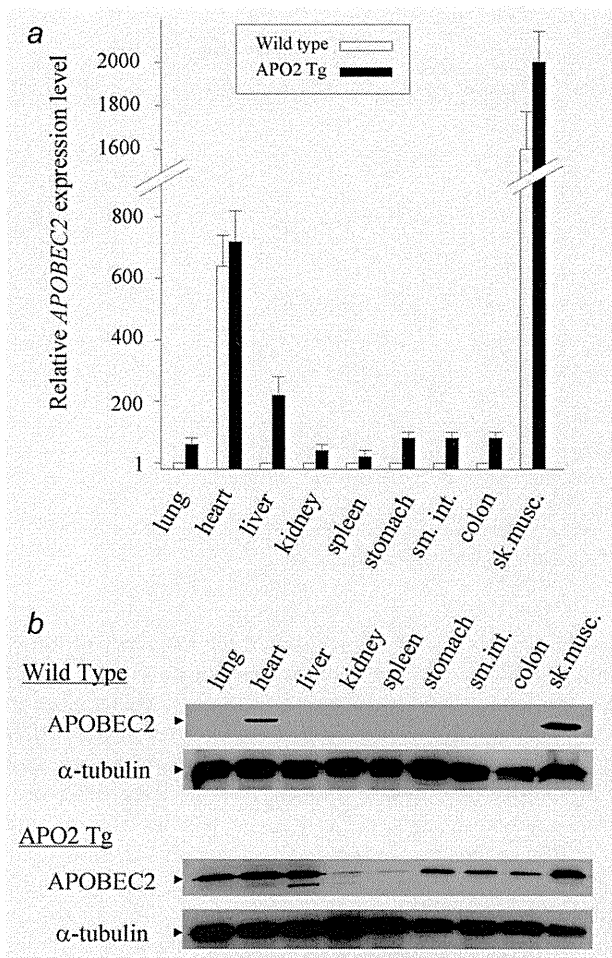 a
Wild type
APO2 Tg
Relative APOBEC2 expression level
2000
1800
1600
800
600
400
200
1
lung
heart
liver
kidney
spleen
stomach
sm. int.
colon
sk.musc.
b
Wild Type
lung
heart
liver
kidney
spleen
stomach
sm.int.
colon
sk.musc.
APOBEC2
α-tubulin
APO2 Tg
APOBEC2
α-tubulin